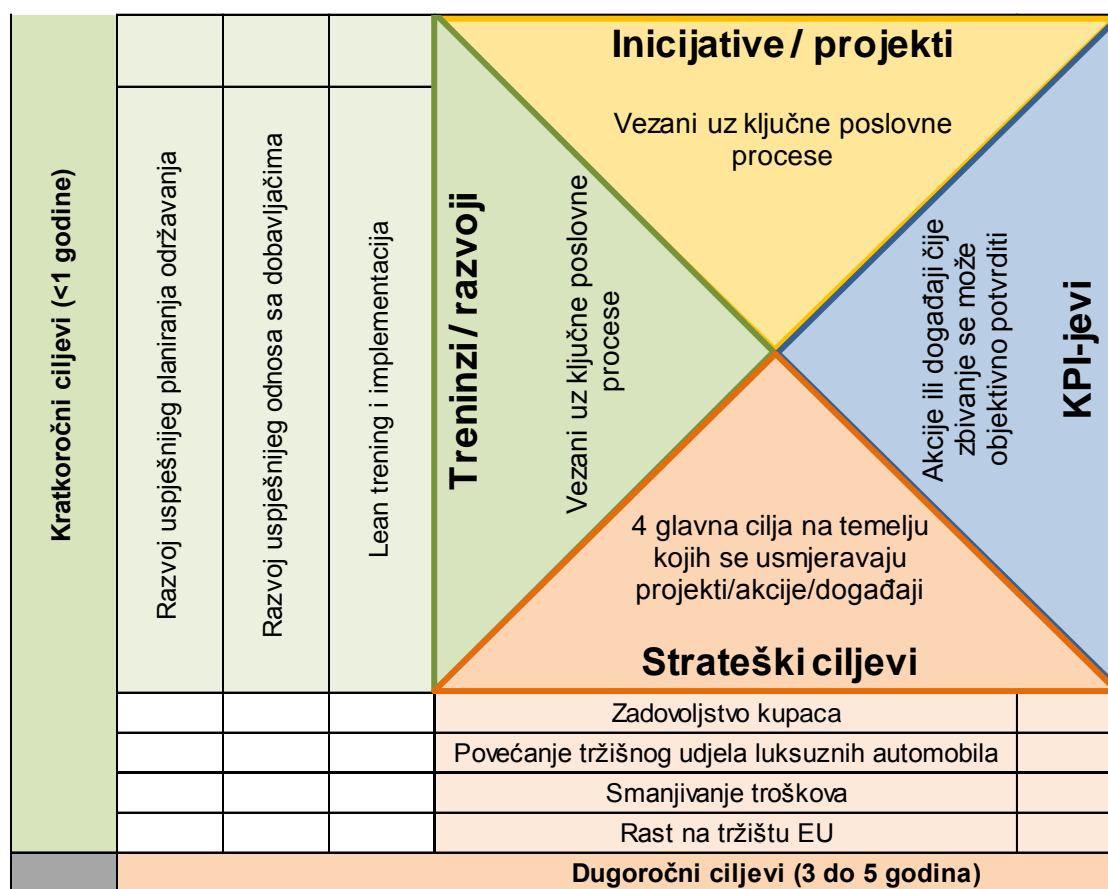 Kratkoročni ciljevi (<1 godine)
Razvoj uspješnijeg planiranja održavanja
Razvoj uspješnijeg odnosa sa dobavljačima
Lean trening i implementacija
Inicijative / projekti
Vezani uz ključne poslovne
procese
Treninzi / razvoji
Vezani uz ključne poslovne
procese
Akcije ili događaji čije
zbivanje se može
objektivno potvrditi
KPI-jevi
4 glavna cilja na temelju
kojih se usmjeravaju
projekti/akcije/događaji
Strateški ciljevi
Zadovoljstvo kupaca
Povećanje tržišnog udjela luksuznih automobila
Smanjivanje troškova
Rast na tržištu EU
Dugoročni ciljevi (3 do 5 godina)